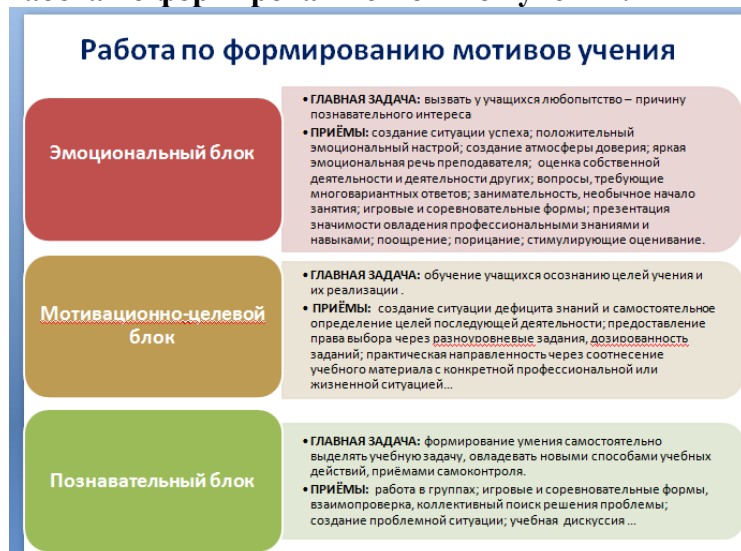 Работа по формированию мотивов учения
Эмоциональный блок
• ГЛАВНАЯ ЗАДАЧА: вызвать у учащихся любопытство – причину
познавательного интереса
• ПРИЁМЫ: создание ситуации успеха; положительный
эмоциональный настрой; создание атмосферы доверия; яркая
эмоциональная речь преподавателя; оценка собственной
деятельности и деятельности других; вопросы, требующие
многовариантных ответов; занимательность, необычное начало
занятия; игровые и соревновательные формы; презентация
значимости овладения профессиональными знаниями и
навыками; поощрение; порицание; стимулирующие оценивание.
Мотивационно-целевой
блок
• ГЛАВНАЯ ЗАДАЧА: обучение учащихся осознанию целей учения и
их реализации .
• ПРИЁМЫ: создание ситуации дефицита знаний и самостоятельное
определение целей последующей деятельности; предоставление
права выбора через разноуровневые задания, дозированность
заданий; практическая направленность через соотнесение
учебного материала с конкретной профессиональной или
жизненной ситуацией...
Познавательный блок
• ГЛАВНАЯ ЗАДАЧА: формирование умения самостоятельно
выделять учебную задачу, овладевать новыми способами учебных
действий, приёмами самоконтроля.
• ПРИЁМЫ: работа в группах; игровые и соревновательные формы,
взаимопроверка, коллективный поиск решения проблемы;
создание проблемной ситуации; учебная дискуссия ...